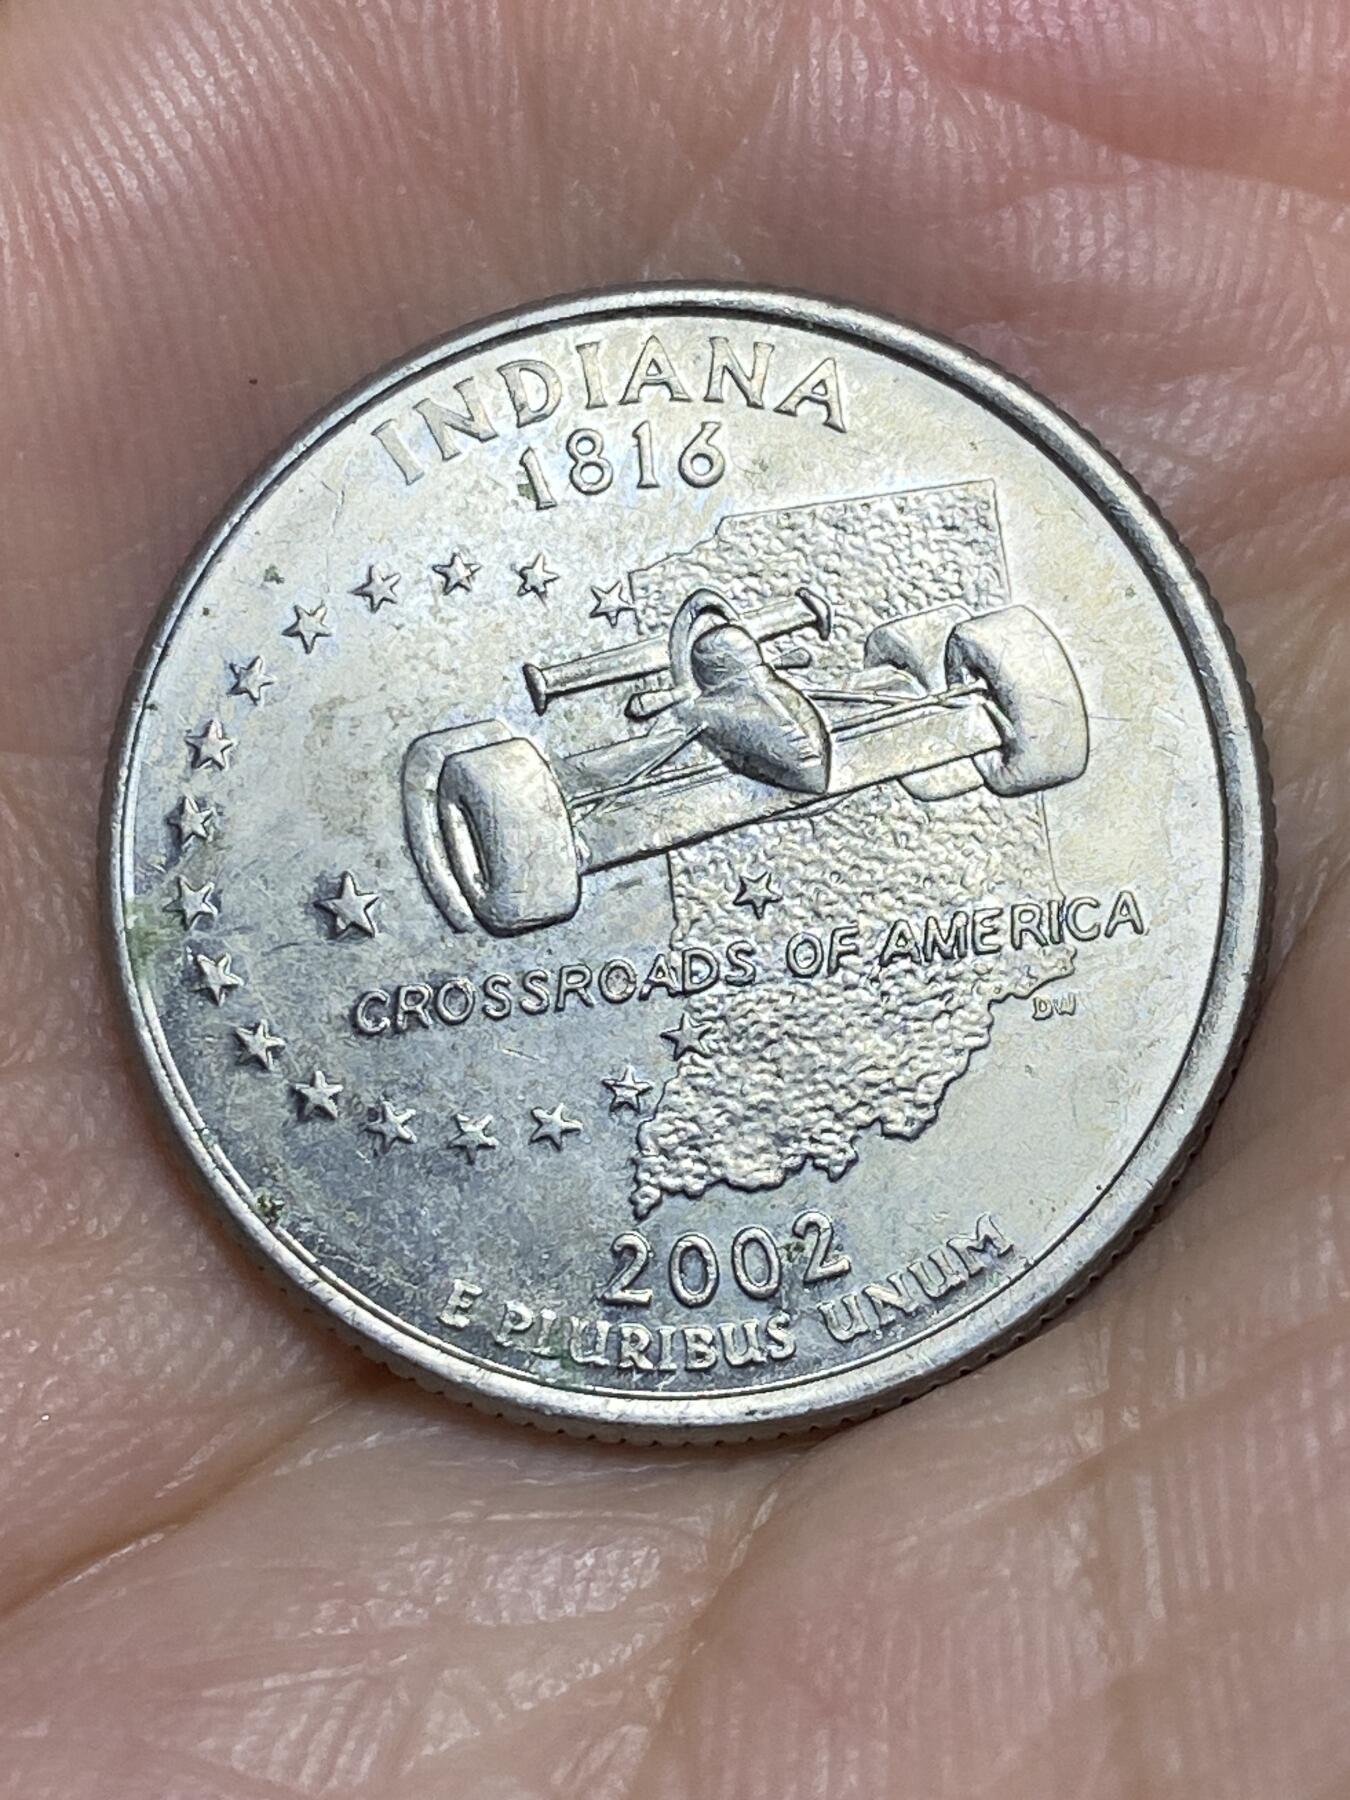 INDIANA
1816
CROSSROADS OF AMERICA
DW
2002
E PLURIBUS UNUM